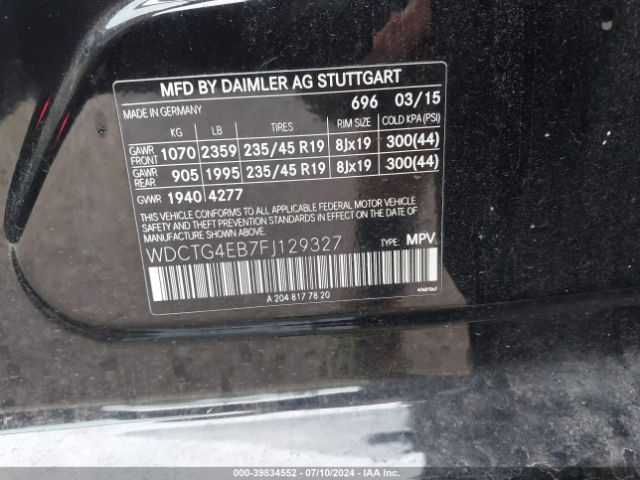 MFD BY DAIMLER AG STUTTGART
MADE IN GERMANY 696 03/15
KG LB TIRES RIM SIZE COLD KPA (PSI)
GAWR FRONT 1070 2359 235/45 R19 8Jx19 300(44)
GAWR REAR 905 1995 235/45 R19 8Jx19 300(44)
GVWR 1940 4277
THIS VEHICLE CONFORMS TO ALL APPLICABLE FEDERAL MOTOR VEHICLE
SAFETY AND THEFT PREVENTION STANDARDS IN EFFECT ON THE DATE OF
MANUFACTURE SHOWN ABOVE.
WDCTG4EB7FJ129327 TYPE: MPV
A 204 817 78 20
000-39834552 / 07/10/2024 / IAA Inc.